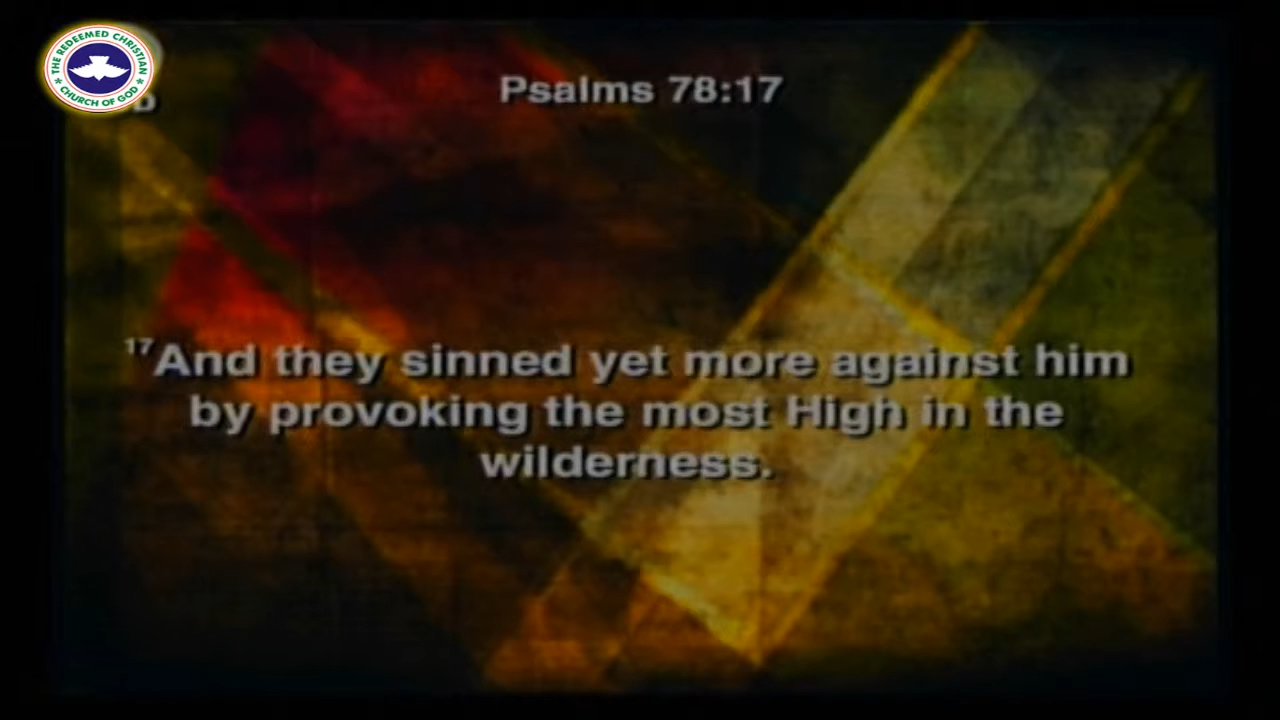 THE REDEEMED CHRISTIAN
CHURCH OF GOD
Psalms 78:17
17And they sinned yet more against him
by provoking the most High in the
wilderness.